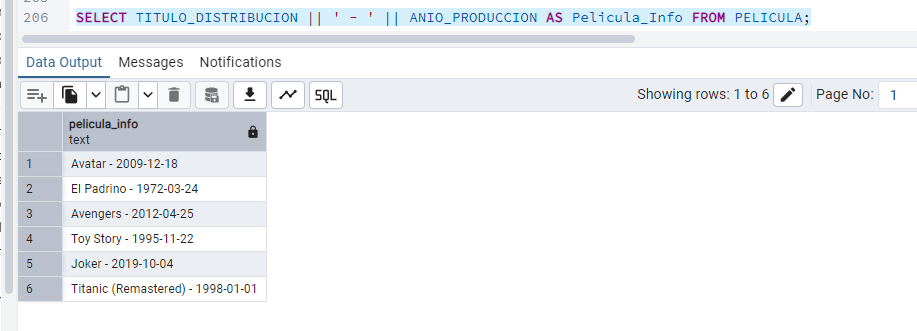 206 SELECT TITULO_DISTRIBUCION || ' - ' || ANIO_PRODUCCION AS Pelicula_Info FROM PELICULA;
Data Output Messages Notifications
SQL Showing rows: 1 to 6 Page No: 1
pelicula_info
text
1 Avatar - 2009-12-18
2 El Padrino - 1972-03-24
3 Avengers - 2012-04-25
4 Toy Story - 1995-11-22
5 Joker - 2019-10-04
6 Titanic (Remastered) - 1998-01-01